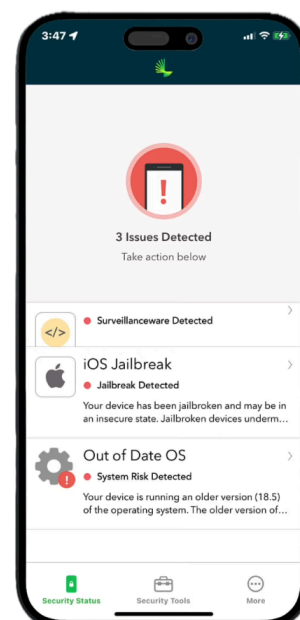 3:47
3 Issues Detected
Take action below
</>
Surveillanceware Detected
iOS Jailbreak
Jailbreak Detected
Your device has been jailbroken and may be in
an insecure state. Jailbroken devices underm...
Out of Date OS
System Risk Detected
Your device is running an older version (18.5)
of the operating system. The older version of...
Security Status
Security Tools
More